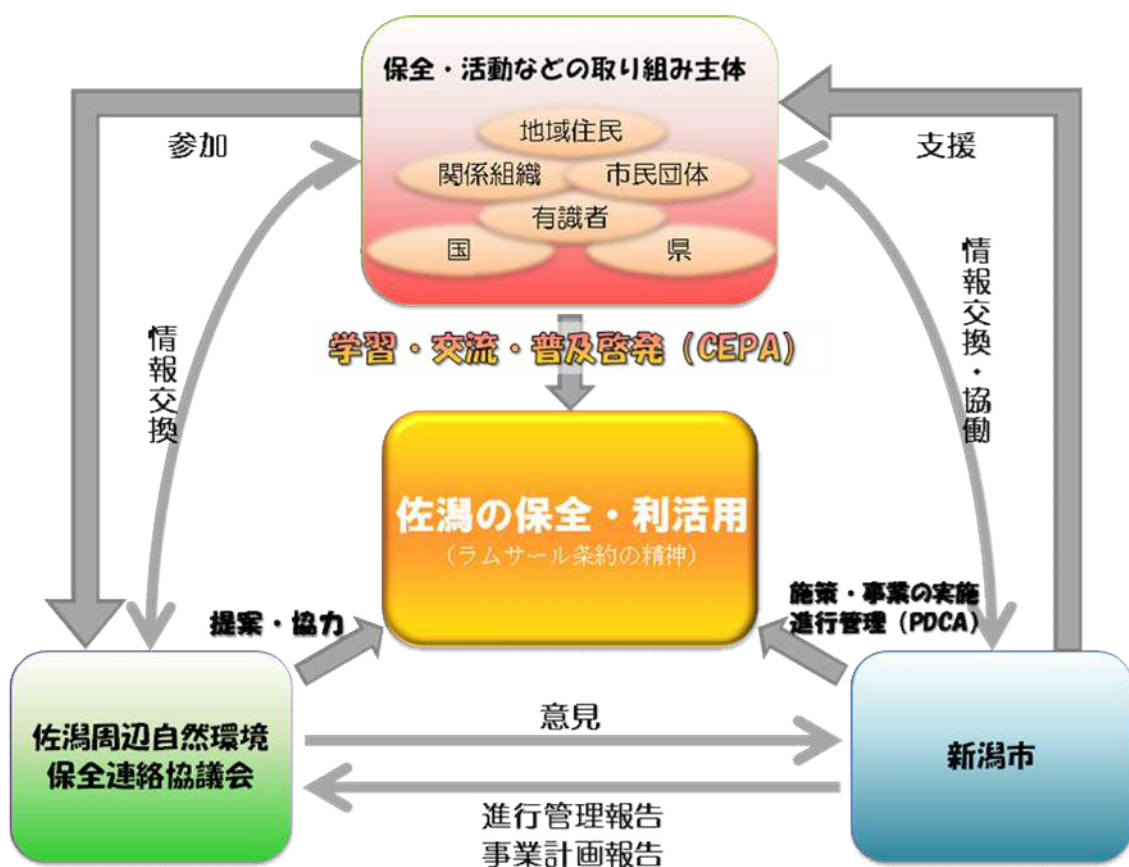 保全・活動などの取り組み主体
地域住民
関係組織
市民団体
有識者
国
県
参加
支援
情報交換
情報交換・協働
学習・交流・普及啓発（CEPA）
佐潟の保全・利活用
（ラムサール条約の精神）
提案・協力
施策・事業の実施
進行管理（PDCA）
佐潟周辺自然環境
保全連絡協議会
意見
新潟市
進行管理報告
事業計画報告